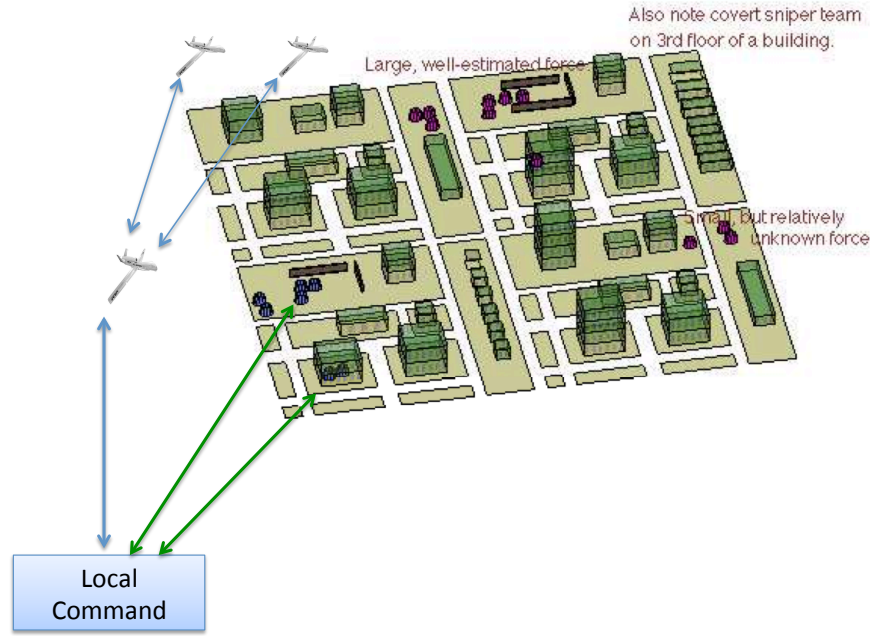 Also note covert sniper team
on 3rd floor of a building.
Large, well-estimated force
Small, but relatively
unknown force
Local
Command